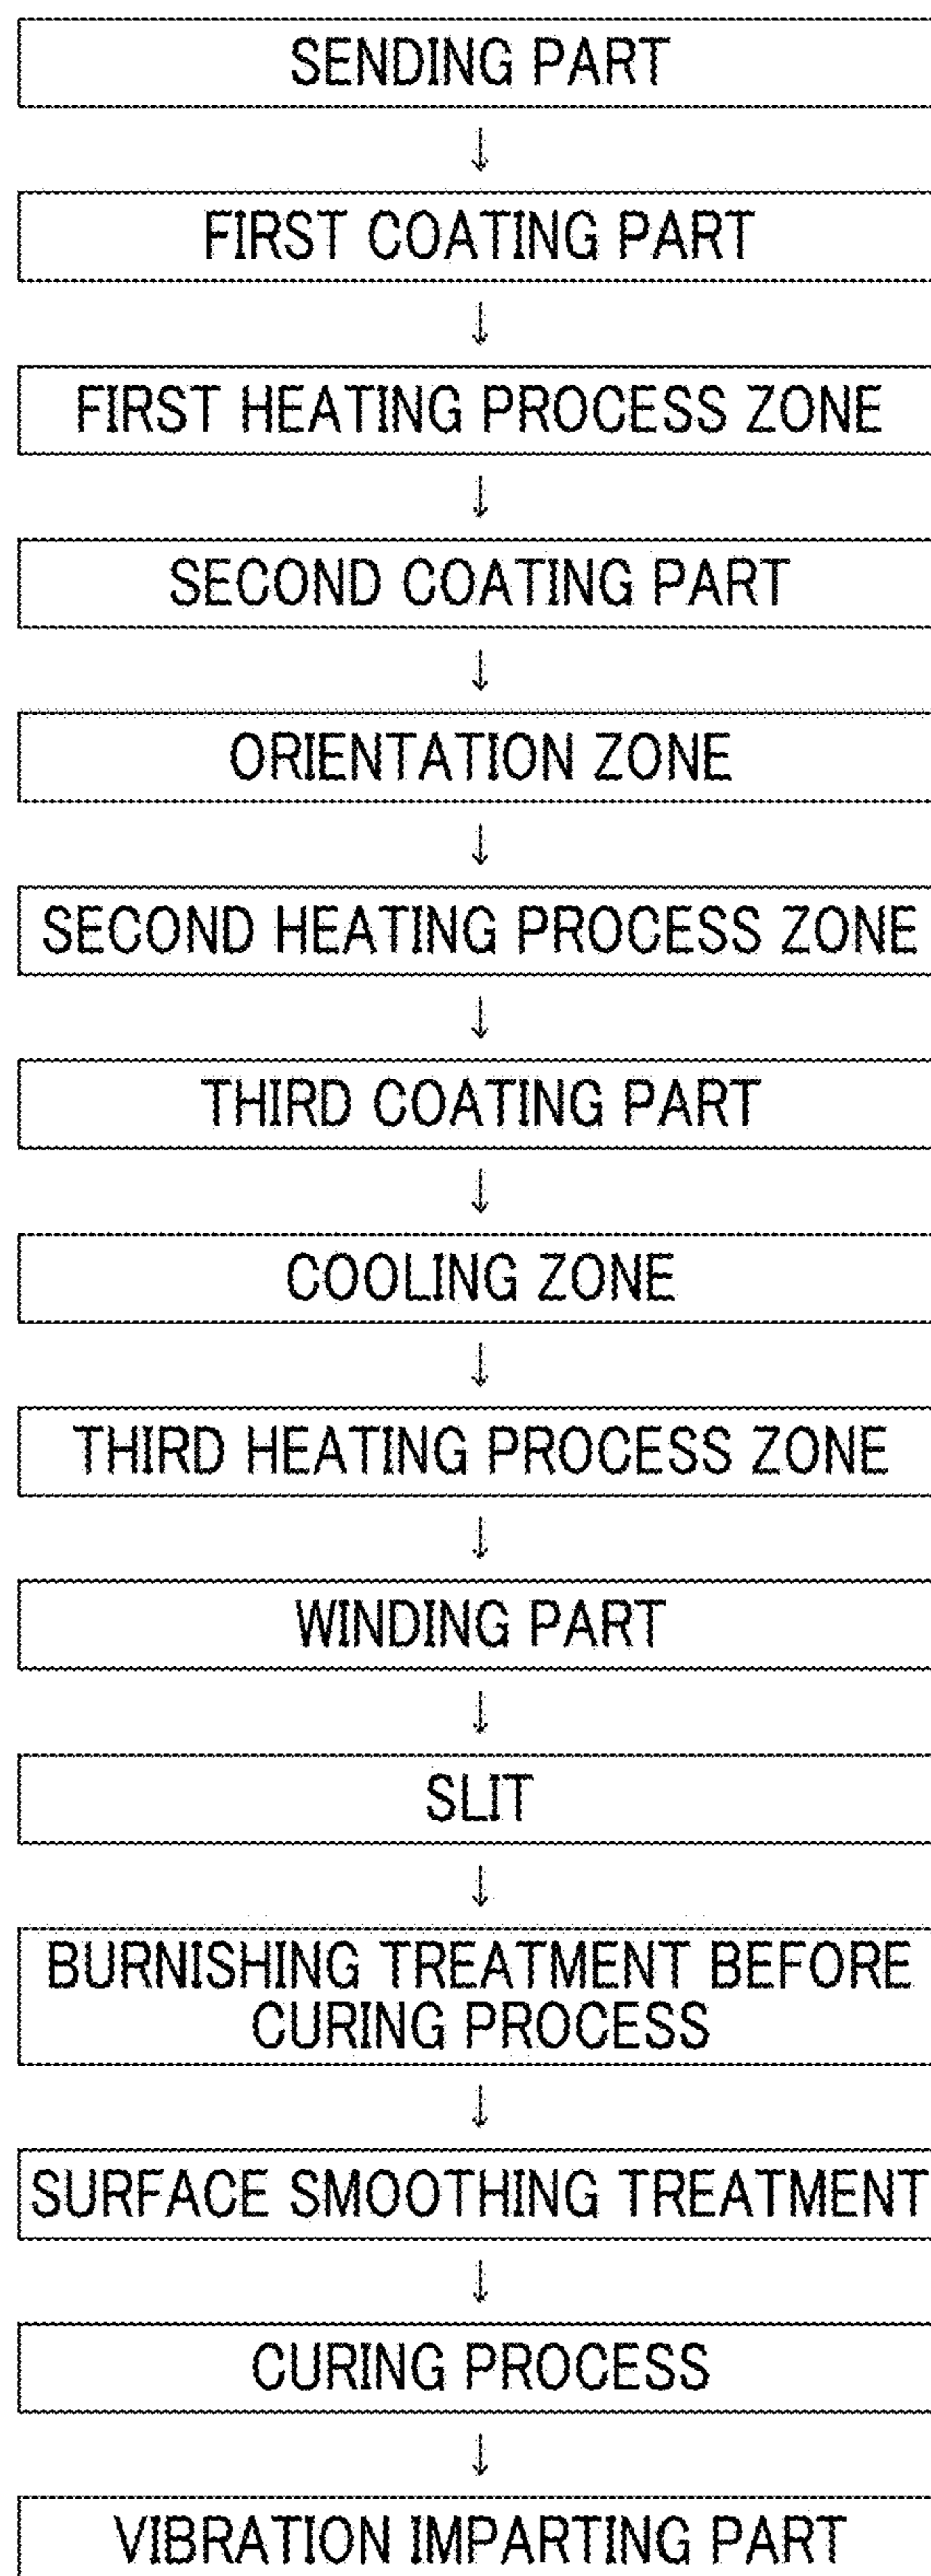 SENDING PART
↓
FIRST COATING PART
↓
FIRST HEATING PROCESS ZONE
↓
SECOND COATING PART
↓
ORIENTATION ZONE
↓
SECOND HEATING PROCESS ZONE
↓
THIRD COATING PART
↓
COOLING ZONE
↓
THIRD HEATING PROCESS ZONE
↓
WINDING PART
↓
SLIT
↓
BURNISHING TREATMENT BEFORE
CURING PROCESS
↓
SURFACE SMOOTHING TREATMENT
↓
CURING PROCESS
↓
VIBRATION IMPARTING PART